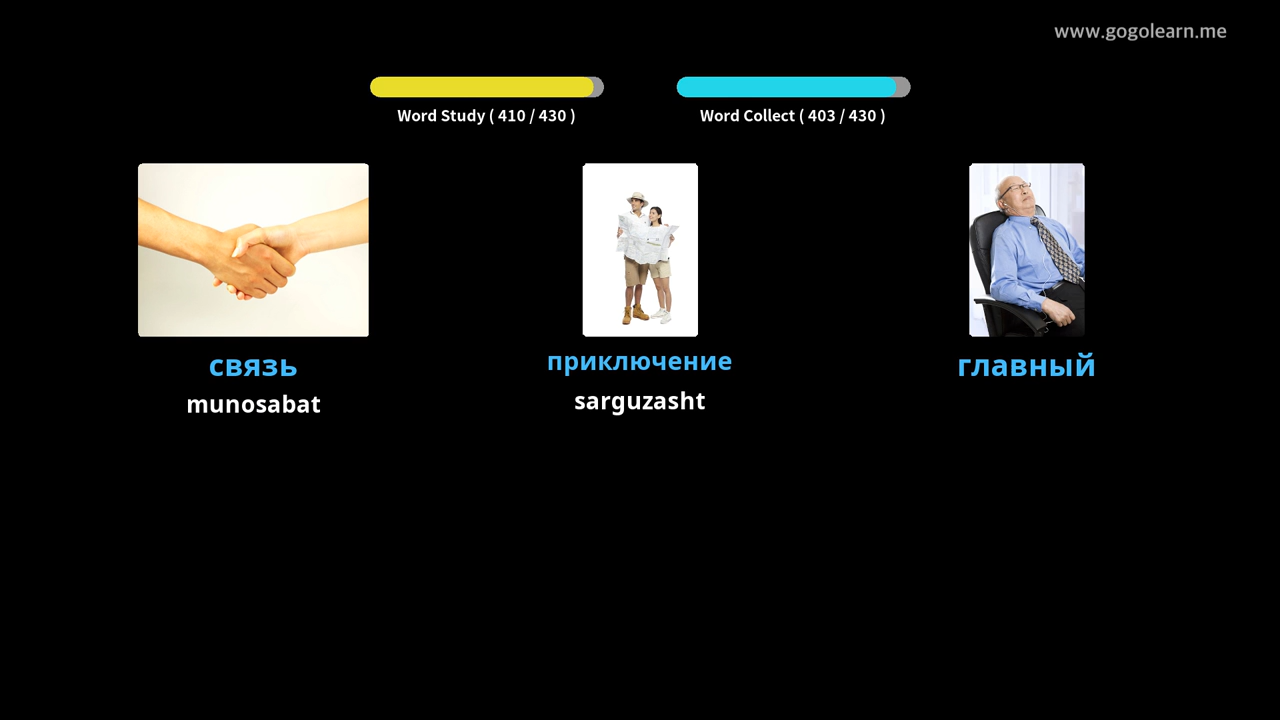 www.gogolearn.me
Word Study ( 410 / 430 )
Word Collect ( 403 / 430 )
связь
munosabat
приключение
sarguzasht
главный